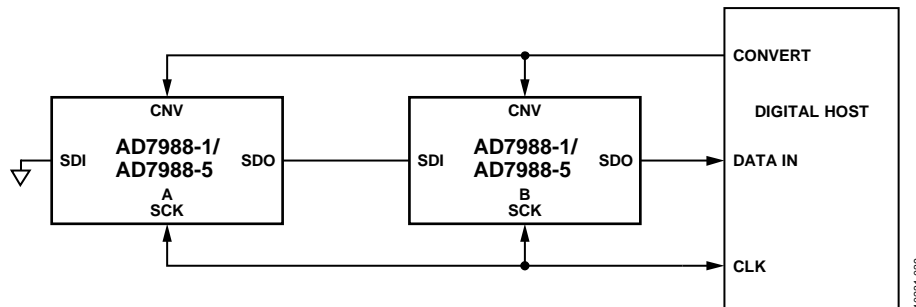 CONVERT
CNV
CNV
DIGITAL HOST
AD7988-1/
AD7988-5
AD7988-1/
AD7988-5
SDI
SDO
SDI
SDO
DATA IN
A
SCK
B
SCK
CLK